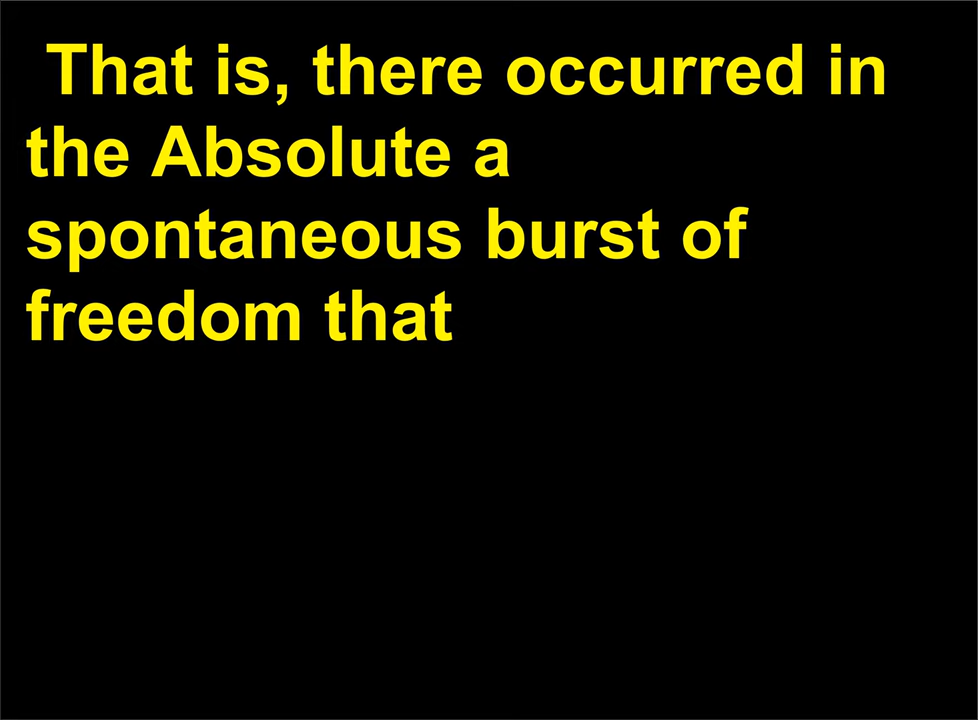 That is, there occurred in
the Absolute a
spontaneous burst of
freedom that